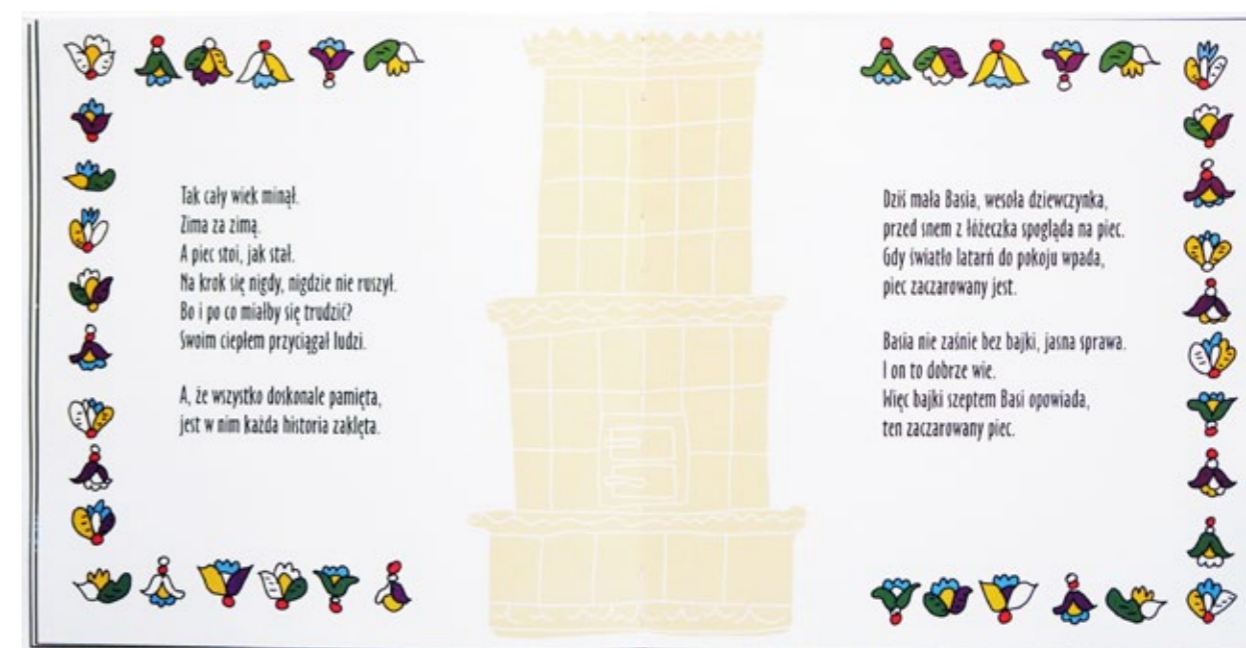 Tak cały wiek minął.
Zima za zimą.
A piec stoi, jak stał.
Na krok się nigdy, nigdzie nie ruszył.
Bo i po co miałby się trudzić?
Swoim ciepłem przyciągał ludzi.
A, że wszystko doskonale pamięta,
jest w nim każda historia zaklęta.
Dziś mała Basia, wesoła dziewczynka,
przed snem z łóżeczka spogląda na piec.
Gdy światło latarń do pokoju wpada,
piec zaczarowany jest.
Basia nie zaśnie bez bajki, jasna sprawa.
I on to dobrze wie.
Więc bajki szeptem Basi opowiada,
ten zaczarowany piec.